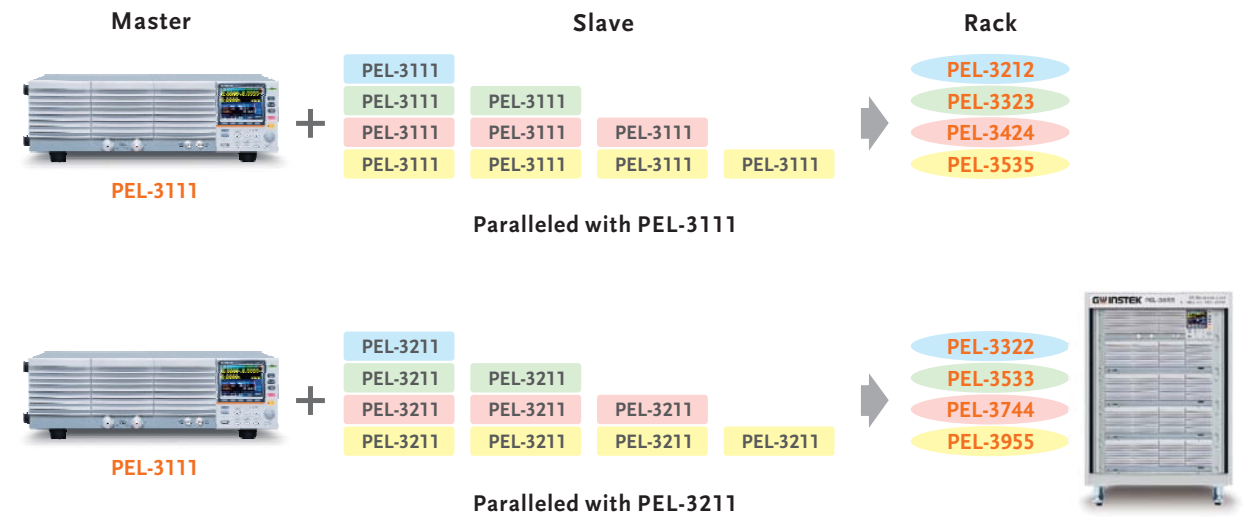 Master Slave Rack
PEL-3111 PEL-3212
PEL-3111 PEL-3111 PEL-3323
PEL-3111 PEL-3111 PEL-3111 PEL-3424
PEL-3111 PEL-3111 PEL-3111 PEL-3111 PEL-3535
PEL-3111
Paralleled with PEL-3111
GWINSTEK
PEL-3211 PEL-3322
PEL-3211 PEL-3211 PEL-3533
PEL-3211 PEL-3211 PEL-3211 PEL-3744
PEL-3211 PEL-3211 PEL-3211 PEL-3211 PEL-3955
PEL-3111
Paralleled with PEL-3211